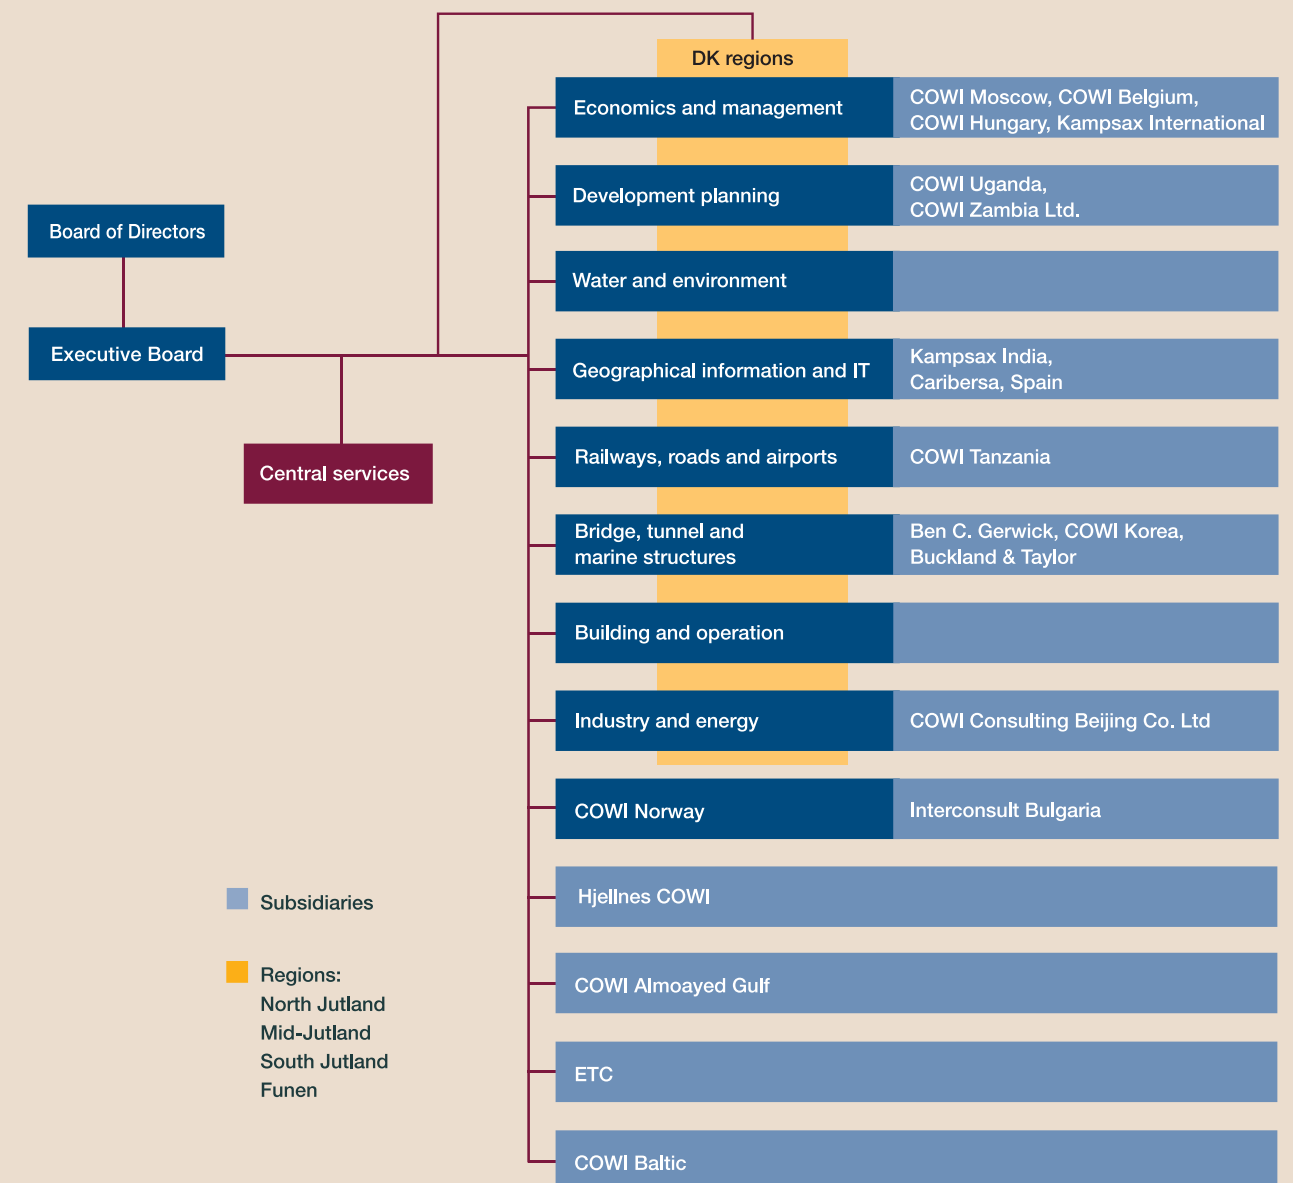 DK regions
Economics and management
COWI Moscow, COWI Belgium,
COWI Hungary, Kampsax International
Development planning
COWI Uganda,
COWI Zambia Ltd.
Board of Directors
Water and environment
Executive Board
Geographical information and IT
Kampsax India,
Caribersa, Spain
Central services
Railways, roads and airports
COWI Tanzania
Bridge, tunnel and
marine structures
Ben C. Gerwick, COWI Korea,
Buckland & Taylor
Building and operation
Industry and energy
COWI Consulting Beijing Co. Ltd
COWI Norway
Interconsult Bulgaria
Hjellnes COWI
COWI Almoayed Gulf
ETC
COWI Baltic
Subsidiaries
Regions:
North Jutland
Mid-Jutland
South Jutland
Funen